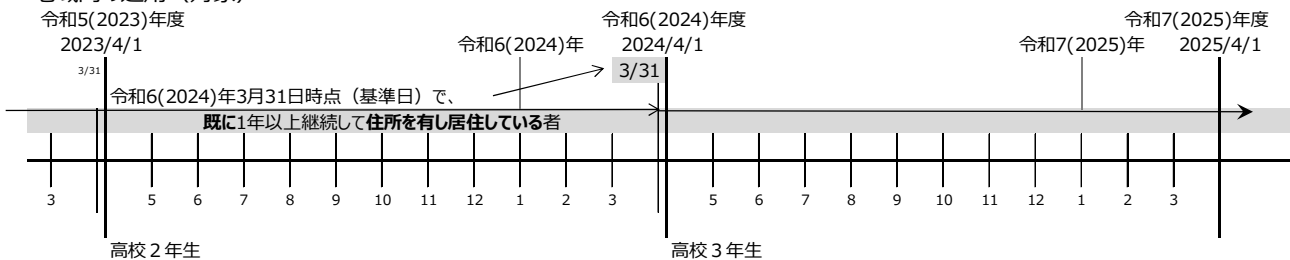 令和5(2023)年度
令和6(2024)年度
令和7(2025)年度
2023/4/1
令和6(2024)年
2024/4/1
令和7(2025)年
2025/4/1
3/31
3/31
令和6(2024)年3月31日時点（基準日）で、
既に1年以上継続して住所を有し居住している者
3 5 6 7 8 9 10 11 12 1 2 3 5 6 7 8 9 10 11 12 1 2 3
高校２年生
高校３年生